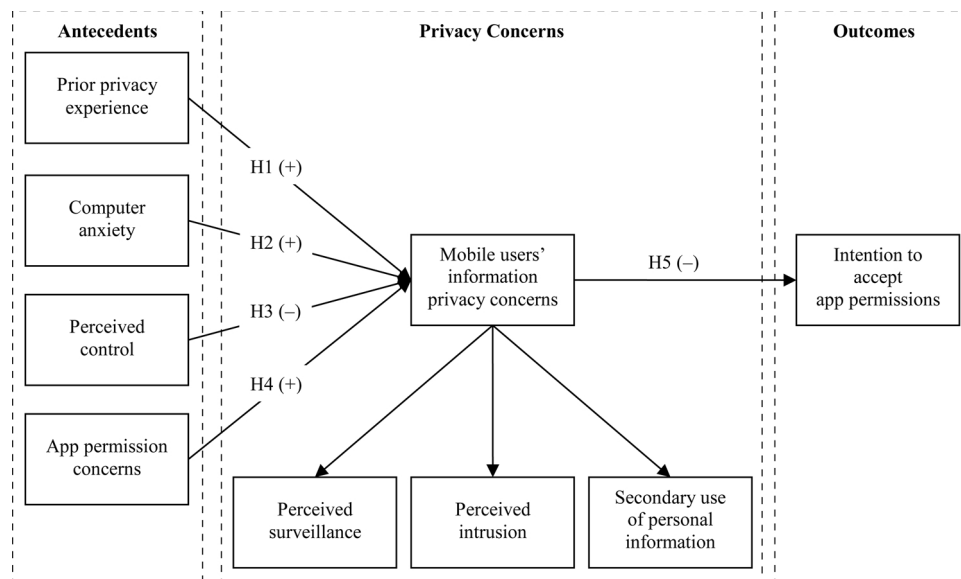 Antecedents
Privacy Concerns
Outcomes
Prior privacy
experience
H1 (+)
Computer
anxiety
H2 (+)
Mobile users’
information
privacy concerns
H5 (–)
Intention to
accept
app permissions
H3 (–)
Perceived
control
H4 (+)
App permission
concerns
Perceived
surveillance
Perceived
intrusion
Secondary use
of personal
information